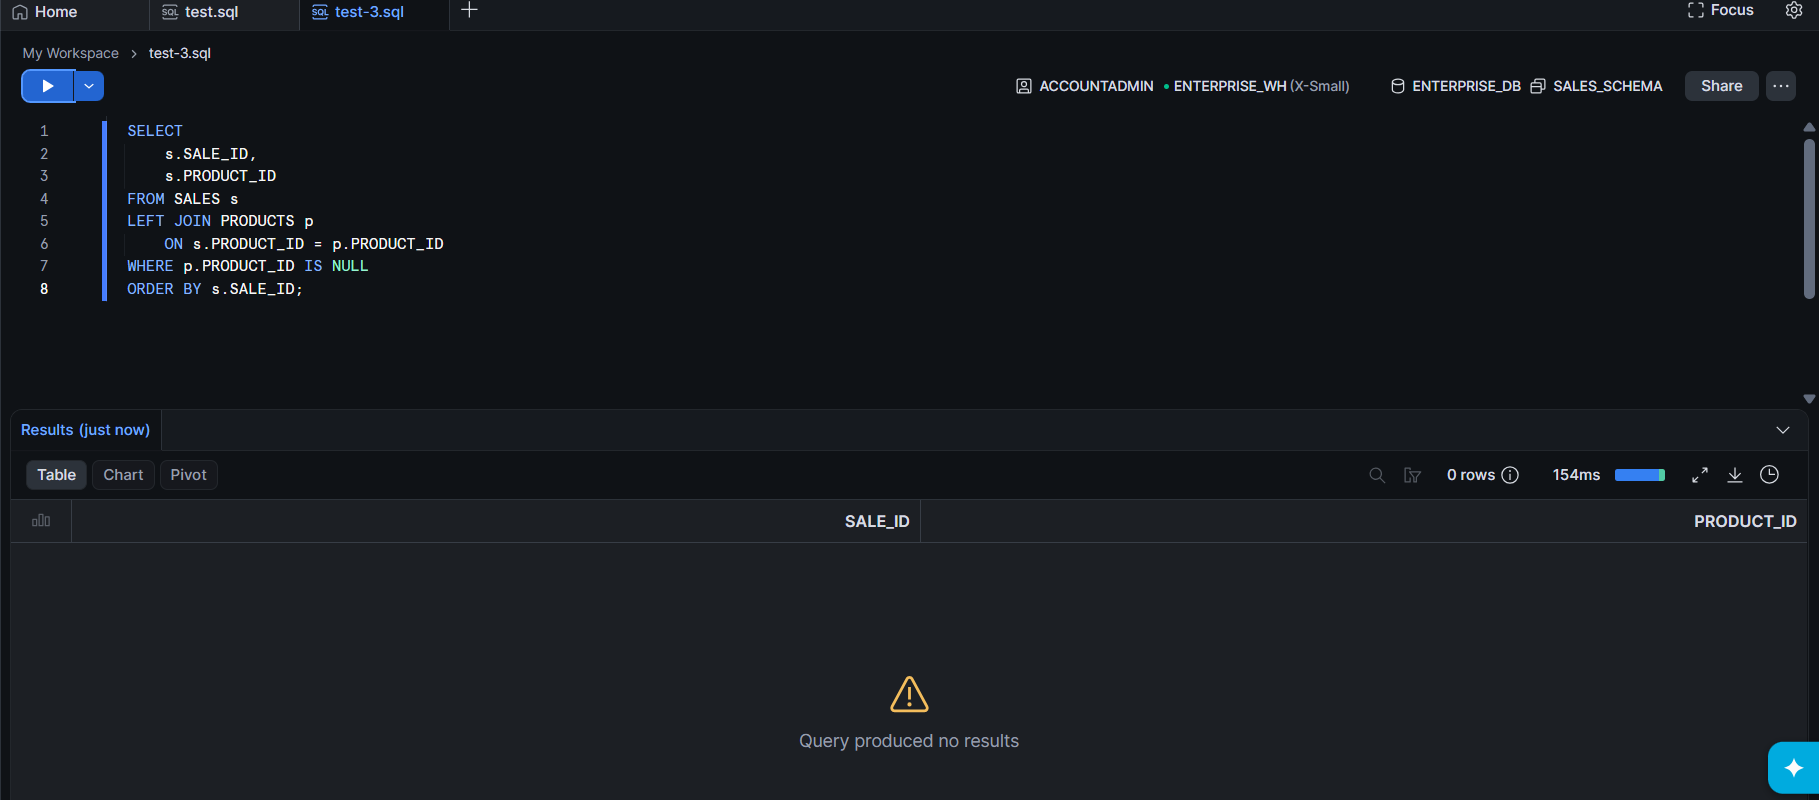 Home
SQL test.sql
SQL test-3.sql
Focus
My Workspace > test-3.sql
ACCOUNTADMIN ENTERPRISE_WH (X-Small) ENTERPRISE_DB SALES_SCHEMA Share ...
1 SELECT
2 s.SALE_ID,
3 s.PRODUCT_ID
4 FROM SALES s
5 LEFT JOIN PRODUCTS p
6 ON s.PRODUCT_ID = p.PRODUCT_ID
7 WHERE p.PRODUCT_ID IS NULL
8 ORDER BY s.SALE_ID;
Results (just now)
Table Chart Pivot 0 rows 154ms
SALE_ID PRODUCT_ID
Query produced no results